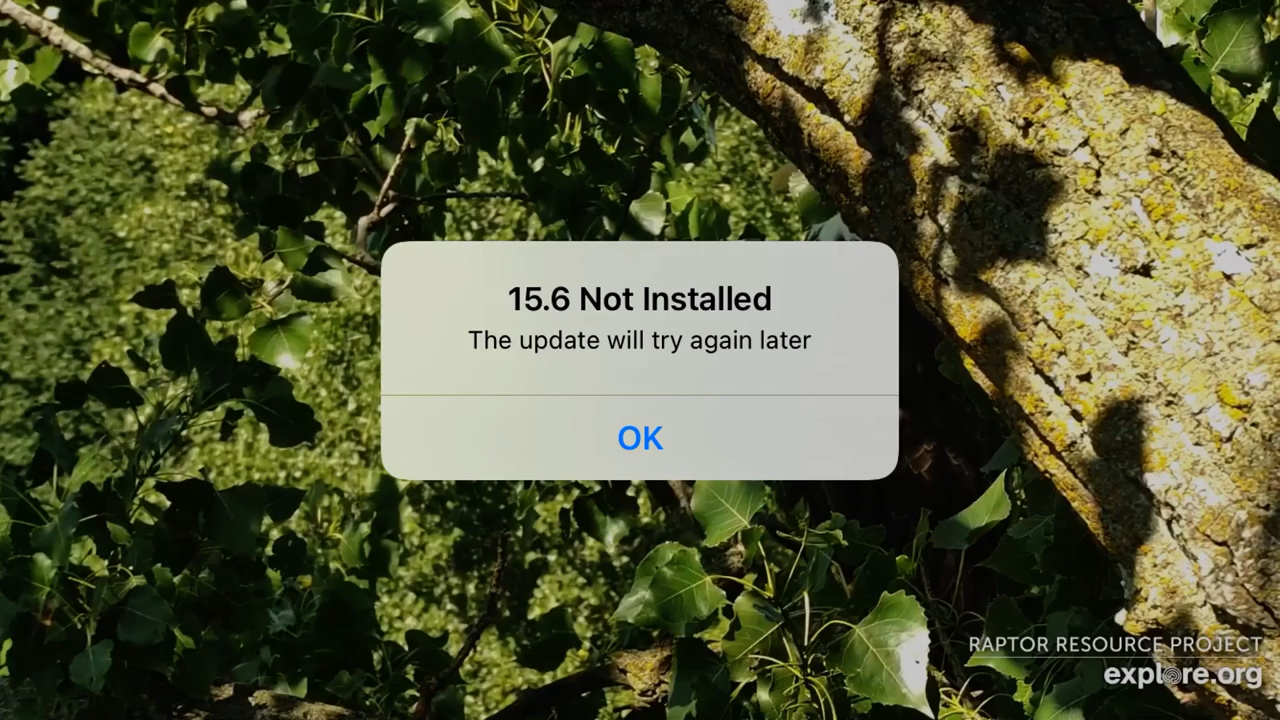 15.6 Not Installed
The update will try again later
OK
RAPTOR RESOURCE PROJECT
explore.org